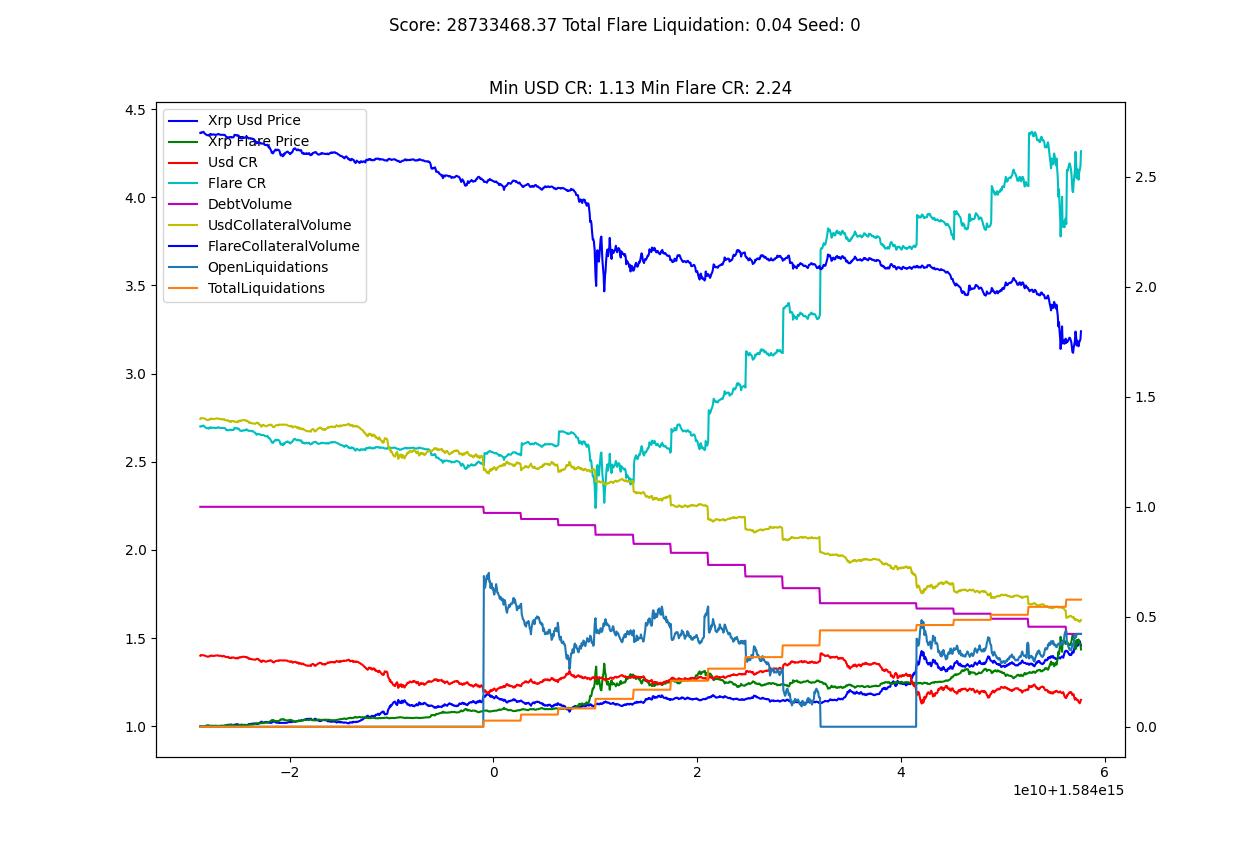 Score: 28733468.37 Total Flare Liquidation: 0.04 Seed: 0
Min USD CR: 1.13 Min Flare CR: 2.24
Xrp Usd Price
Xrp Flare Price
Usd CR
Flare CR
DebtVolume
UsdCollateralVolume
FlareCollateralVolume
OpenLiquidations
TotalLiquidations
4.5
4.0
3.5
3.0
2.5
2.0
1.5
1.0
2.5
2.0
1.5
1.0
0.5
0.0
−2
0
2
4
6
1e10+1.584e15